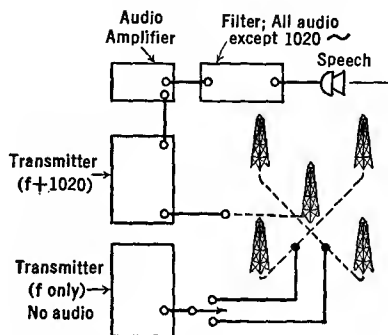 Audio
Amplifier
Filter; All audio
except 1020 ~
Speech
Transmitter
(f+1020)
Transmitter
(f only)
No audio